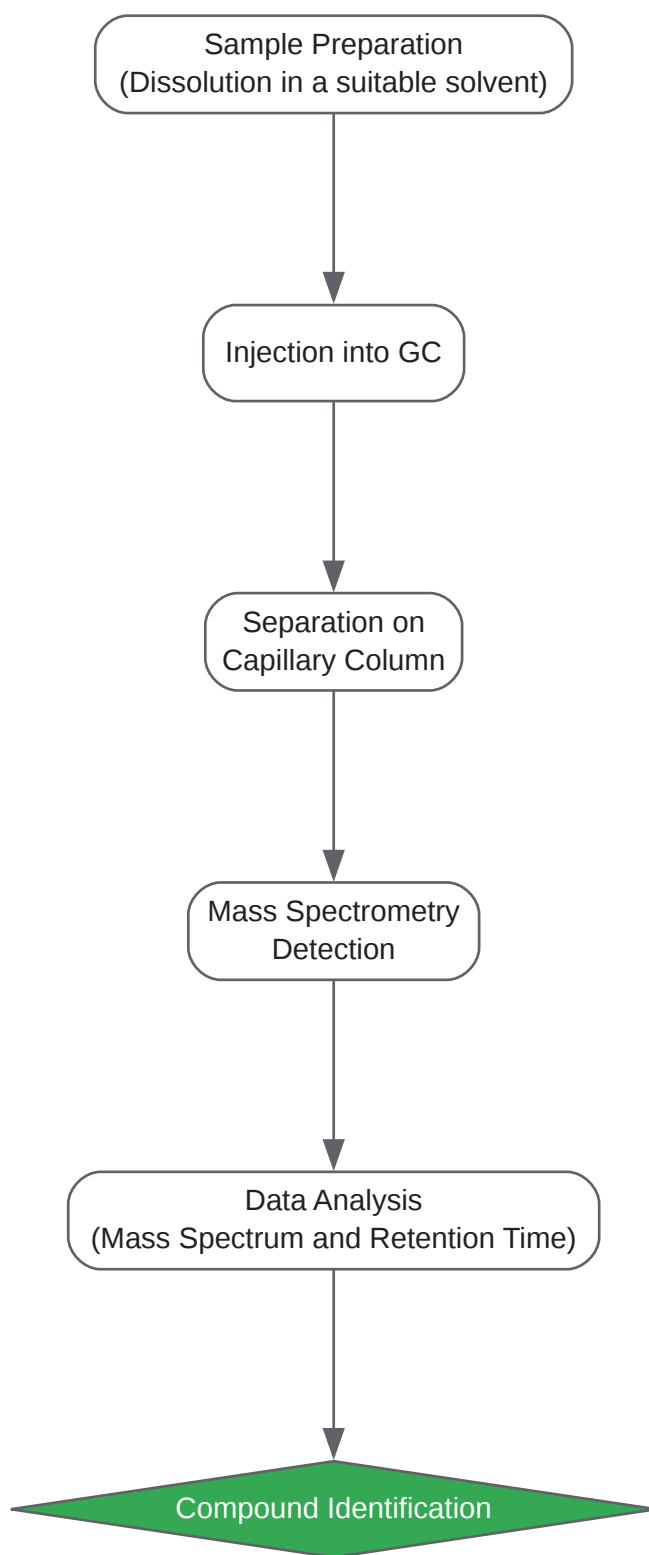 Sample Preparation
(Dissolution in a suitable solvent)
Injection into GC
Separation on
Capillary Column
Mass Spectrometry
Detection
Data Analysis
(Mass Spectrum and Retention Time)
Compound Identification